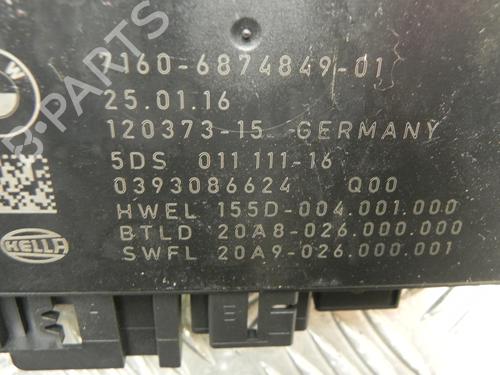 7160-6874849-01
25.01.16
120373-15 GERMANY
5DS 011 111-16
0393086624 Q00
HWEL 155D-004.001.000
BTLD 20A8-026.000.000
SWFL 20A9-026.000.001
HELLA
W
B-PARTS